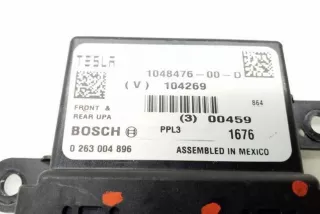 TESLA
1048476-00-D
(V) 104269
FRONT &
REAR UPA
864
(3) 00459
BOSCH
PPL3
1676
0 263 004 896
ASSEMBLED IN MEXICO